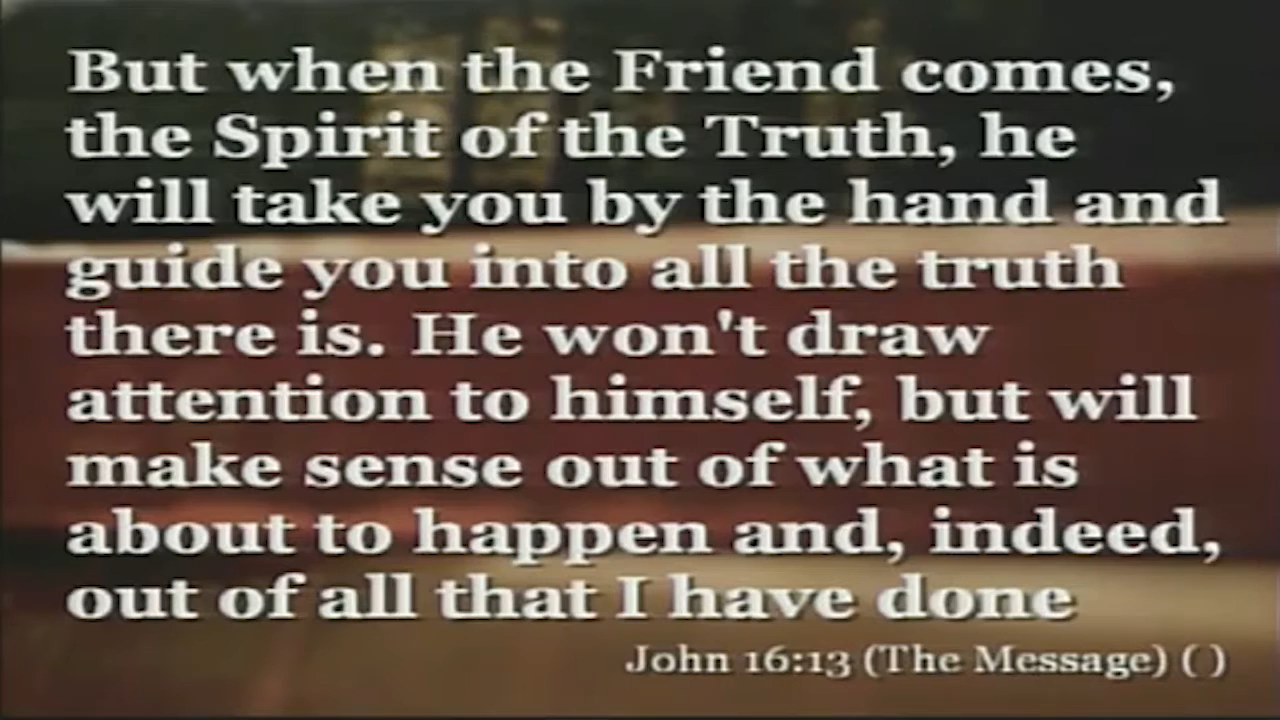 But when the Friend comes,
the Spirit of the Truth, he
will take you by the hand and
guide you into all the truth
there is. He won't draw
attention to himself, but will
make sense out of what is
about to happen and, indeed,
out of all that I have done
John 16:13 (The Message) ( )